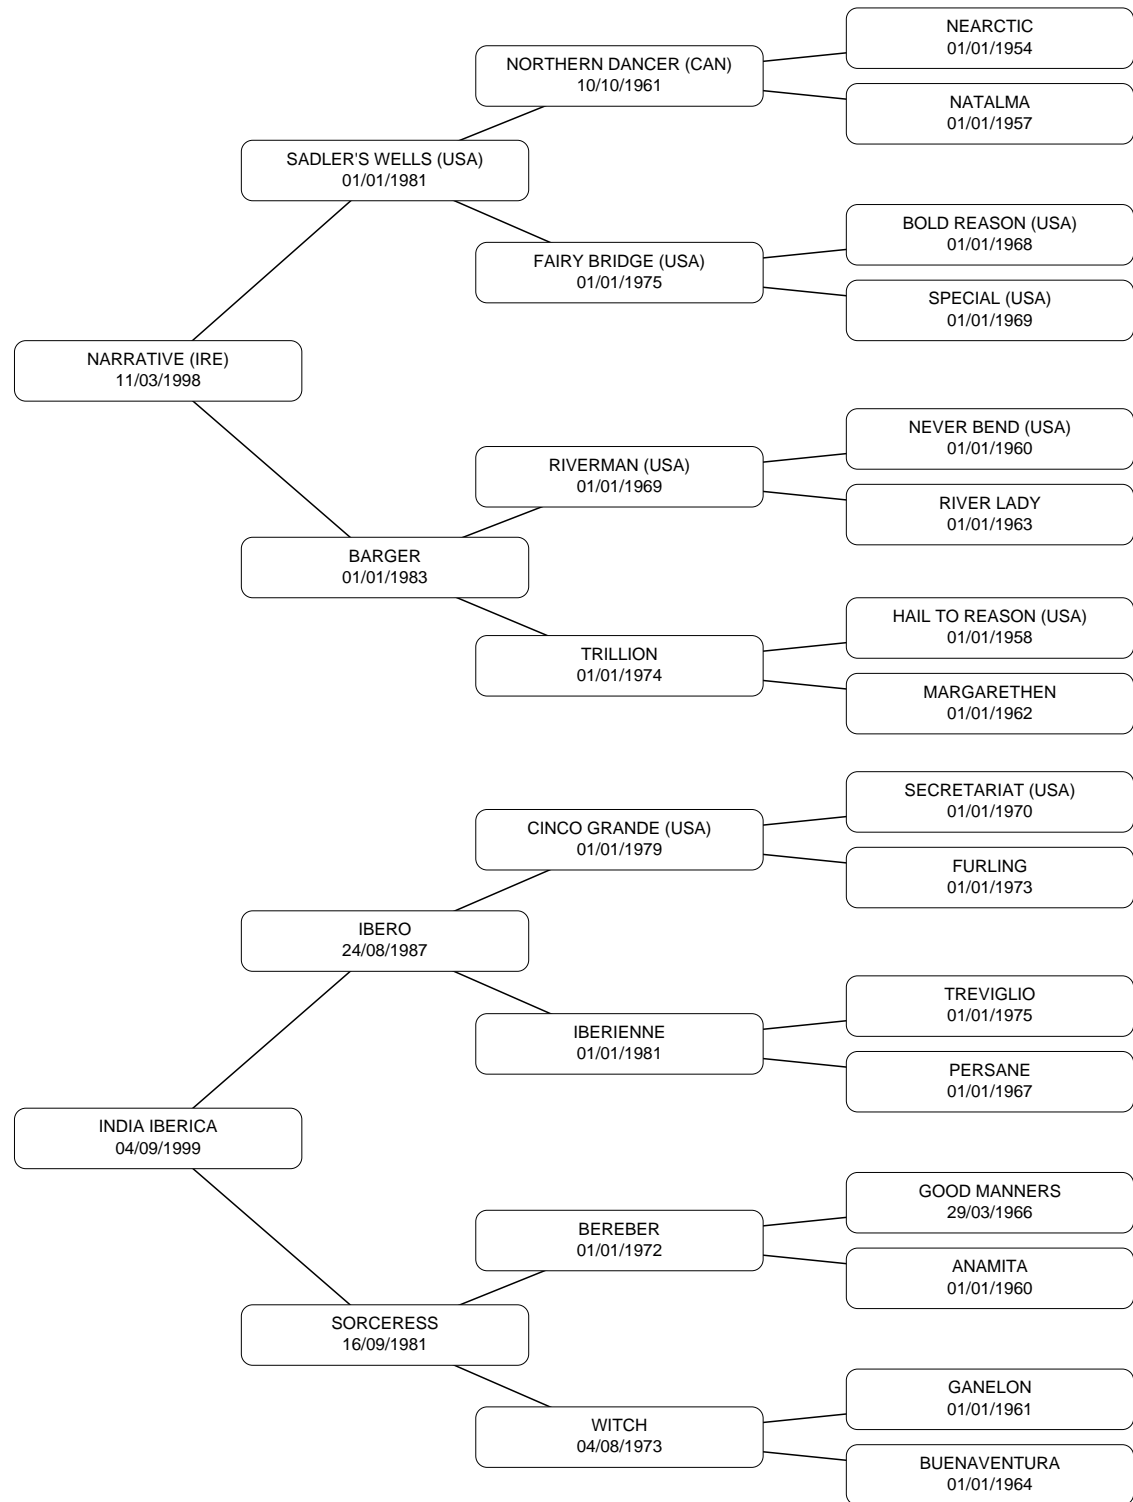 NEARCTIC
01/01/1954
NORTHERN DANCER (CAN)
10/10/1961
NATALMA
01/01/1957
SADLER'S WELLS (USA)
01/01/1981
BOLD REASON (USA)
01/01/1968
FAIRY BRIDGE (USA)
01/01/1975
SPECIAL (USA)
01/01/1969
NARRATIVE (IRE)
11/03/1998
NEVER BEND (USA)
01/01/1960
RIVERMAN (USA)
01/01/1969
RIVER LADY
01/01/1963
BARGER
01/01/1983
HAIL TO REASON (USA)
01/01/1958
TRILLION
01/01/1974
MARGARETHEN
01/01/1962
SECRETARIAT (USA)
01/01/1970
CINCO GRANDE (USA)
01/01/1979
FURLING
01/01/1973
IBERO
24/08/1987
TREVIGLIO
01/01/1975
IBERIENNE
01/01/1981
PERSANE
01/01/1967
INDIA IBERICA
04/09/1999
GOOD MANNERS
29/03/1966
BEREBER
01/01/1972
ANAMITA
01/01/1960
SORCERESS
16/09/1981
GANELON
01/01/1961
WITCH
04/08/1973
BUENAVENTURA
01/01/1964